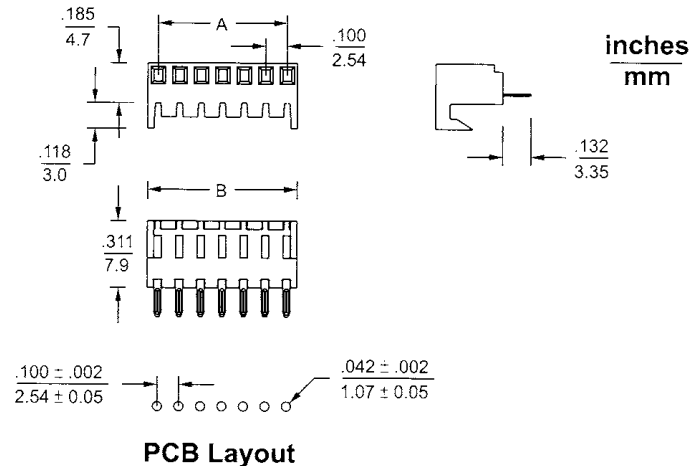 .185
4.7
A
.100
2.54
inches
mm
.118
3.0
.132
3.35
B
.311
7.9
.100 ± .002
2.54 ± 0.05
.042 ± .002
1.07 ± 0.05
PCB Layout